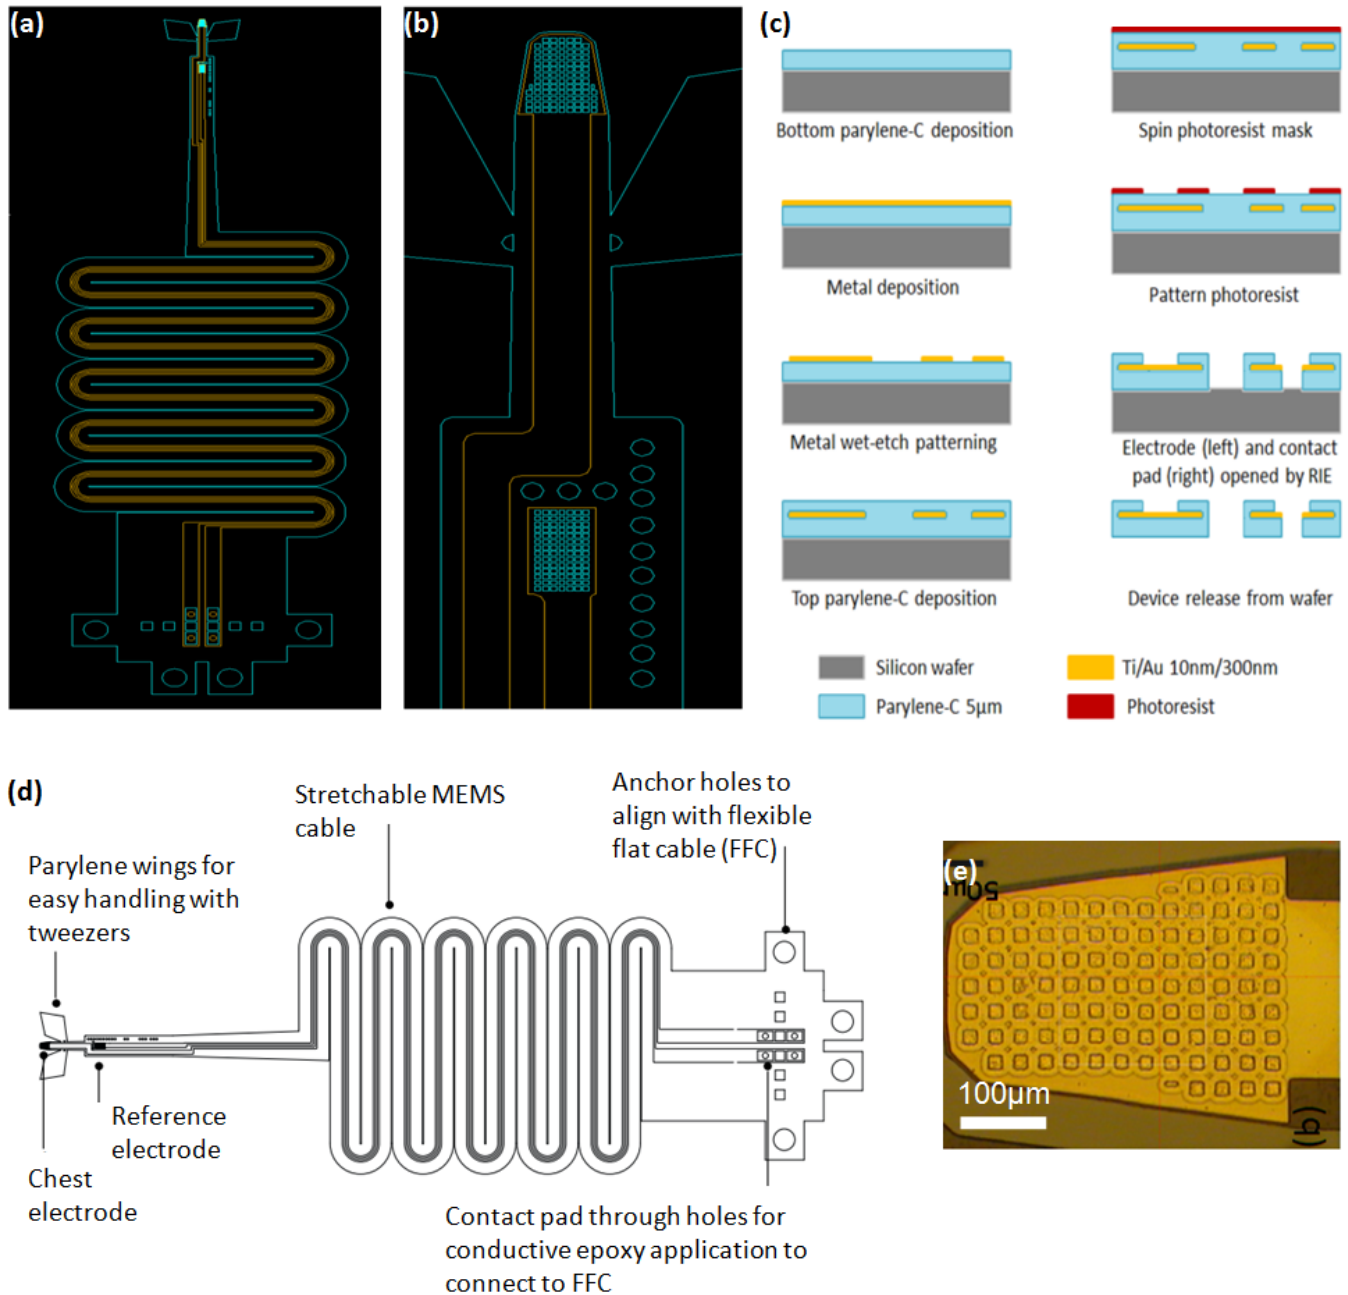 (a)
(b)
(c)
Bottom parylene-C deposition
Metal deposition
Metal wet-etch patterning
Top parylene-C deposition
Spin photoresist mask
Pattern photoresist
Electrode (left) and contact
pad (right) opened by RIE
Device release from wafer
Silicon wafer
Ti/Au 10nm/300nm
Parylene-C 5μm
Photoresist
(d)
Parylene wings for
easy handling with
tweezers
Stretchable MEMS
cable
Anchor holes to
align with flexible
flat cable (FFC)
Reference
electrode
Chest
electrode
Contact pad through holes for
conductive epoxy application to
connect to FFC
(e)
50μm
100μm
(b)